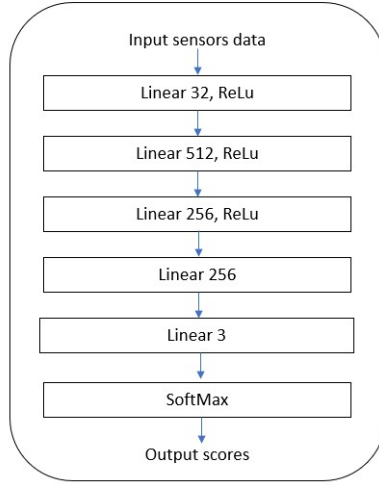 Input sensors data
Linear 32, ReLu
Linear 512, ReLu
Linear 256, ReLu
Linear 256
Linear 3
SoftMax
Output scores